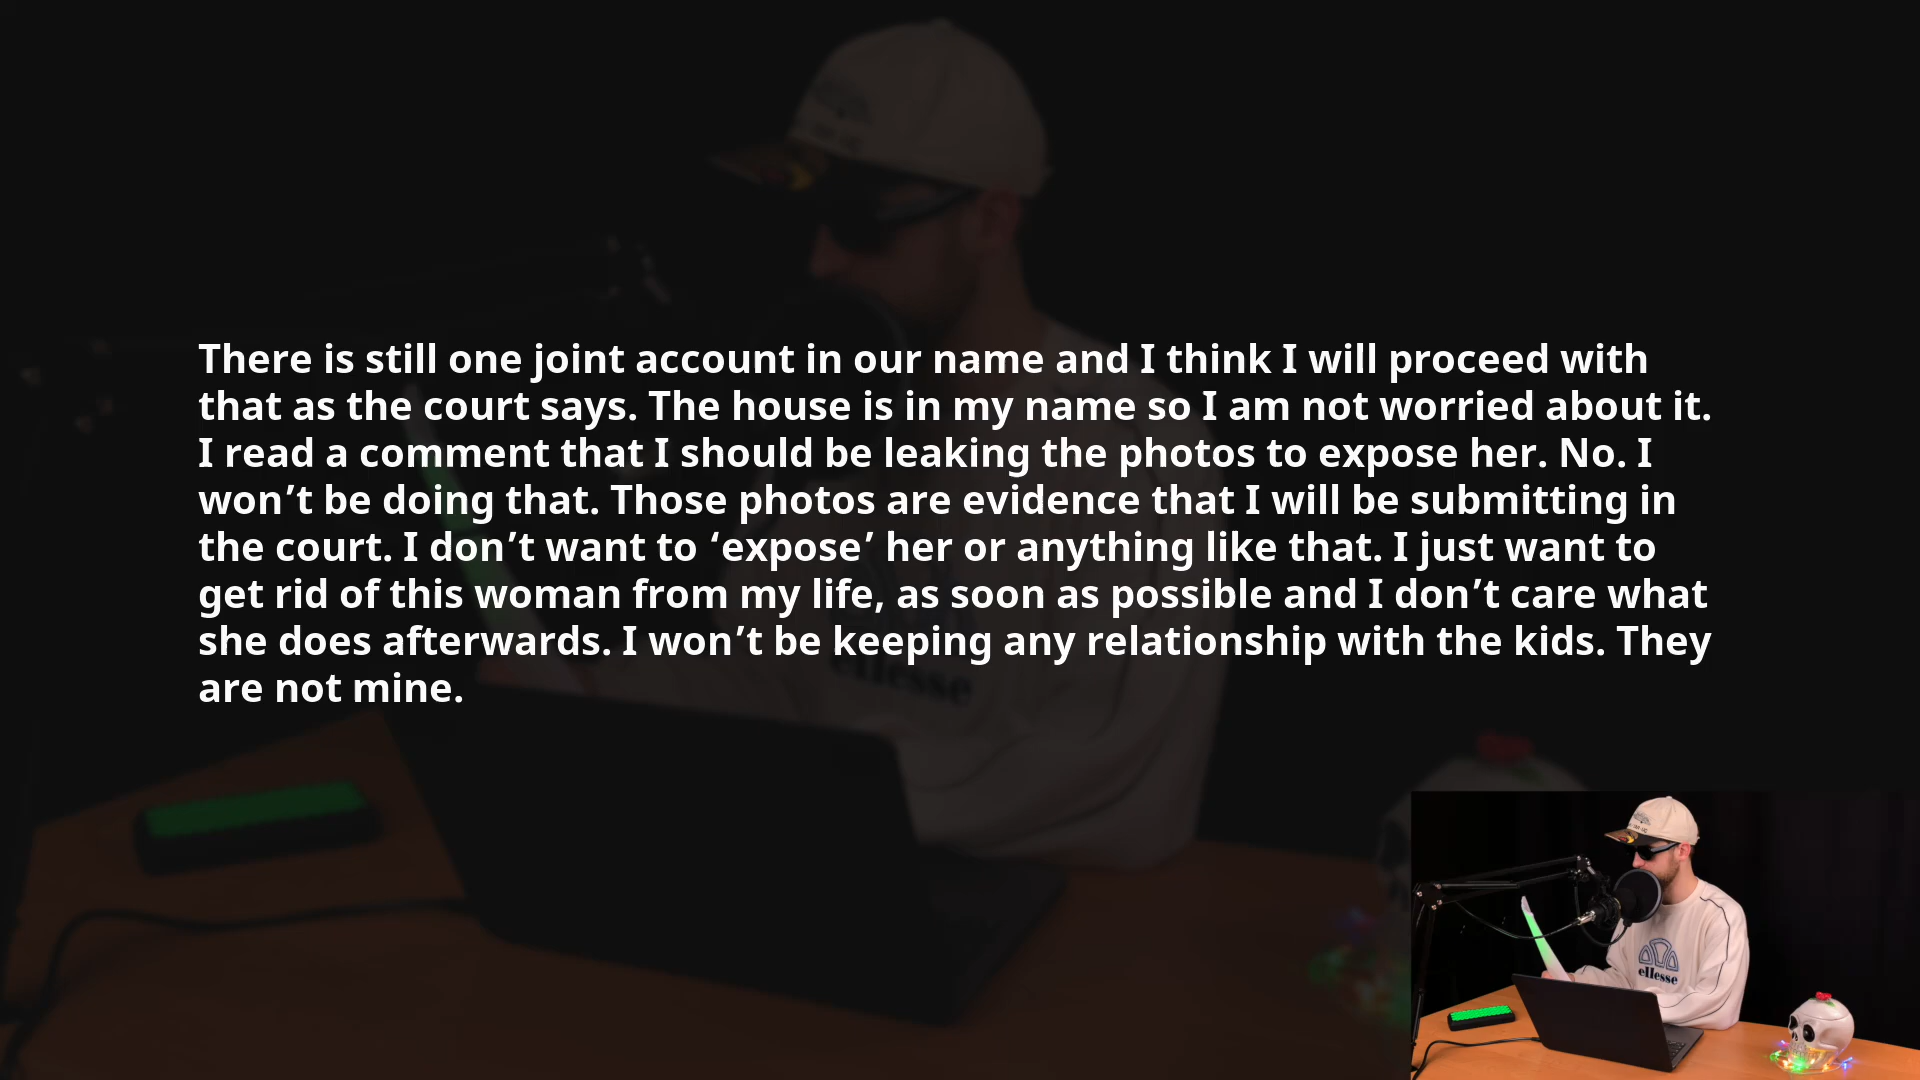 There is still one joint account in our name and I think I will proceed with
that as the court says. The house is in my name so I am not worried about it.
I read a comment that I should be leaking the photos to expose her. No. I
won’t be doing that. Those photos are evidence that I will be submitting in
the court. I don’t want to ‘expose’ her or anything like that. I just want to
get rid of this woman from my life, as soon as possible and I don’t care what
she does afterwards. I won’t be keeping any relationship with the kids. They
are not mine.
ellesse
ellesse